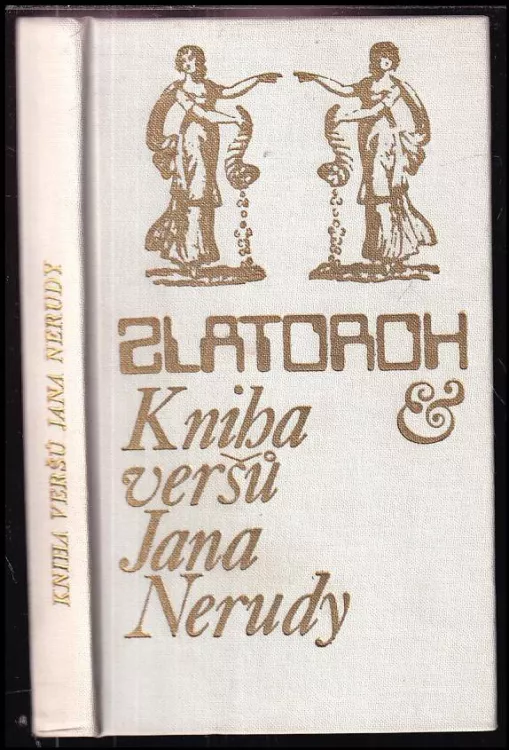 KNIHA VERŠŮ JANA NERUDY
ZLATOROH
Kniha &
veršů
Jana
Nerudy